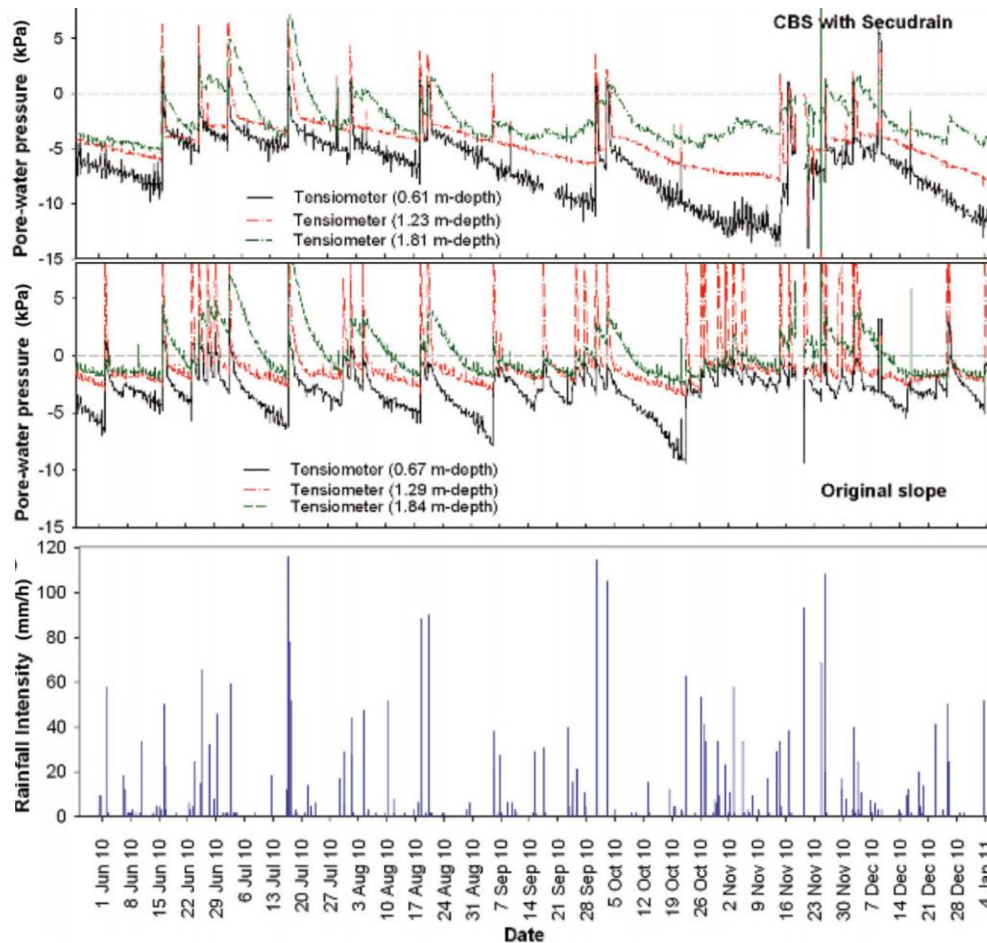 CBS with Secudrain
Pore-water pressure (kPa)
5
0
-5
-10
-15
Tensiometer (0.61 m-depth)
Tensiometer (1.23 m-depth)
Tensiometer (1.81 m-depth)
Pore-water pressure (kPa)
5
0
-5
-10
-15
Tensiometer (0.67 m-depth)
Tensiometer (1.29 m-depth)
Tensiometer (1.84 m-depth)
Original slope
Rainfall Intensity (mm/h)
120
100
80
60
40
20
0
1 Jun 10
8 Jun 10
15 Jun 10
22 Jun 10
29 Jun 10
6 Jul 10
13 Jul 10
20 Jul 10
27 Jul 10
3 Aug 10
10 Aug 10
17 Aug 10
24 Aug 10
31 Aug 10
7 Sep 10
14 Sep 10
21 Sep 10
28 Sep 10
5 Oct 10
12 Oct 10
19 Oct 10
26 Oct 10
2 Nov 10
9 Nov 10
16 Nov 10
23 Nov 10
30 Nov 10
7 Dec 10
14 Dec 10
21 Dec 10
28 Dec 10
4 Jan 11
Date